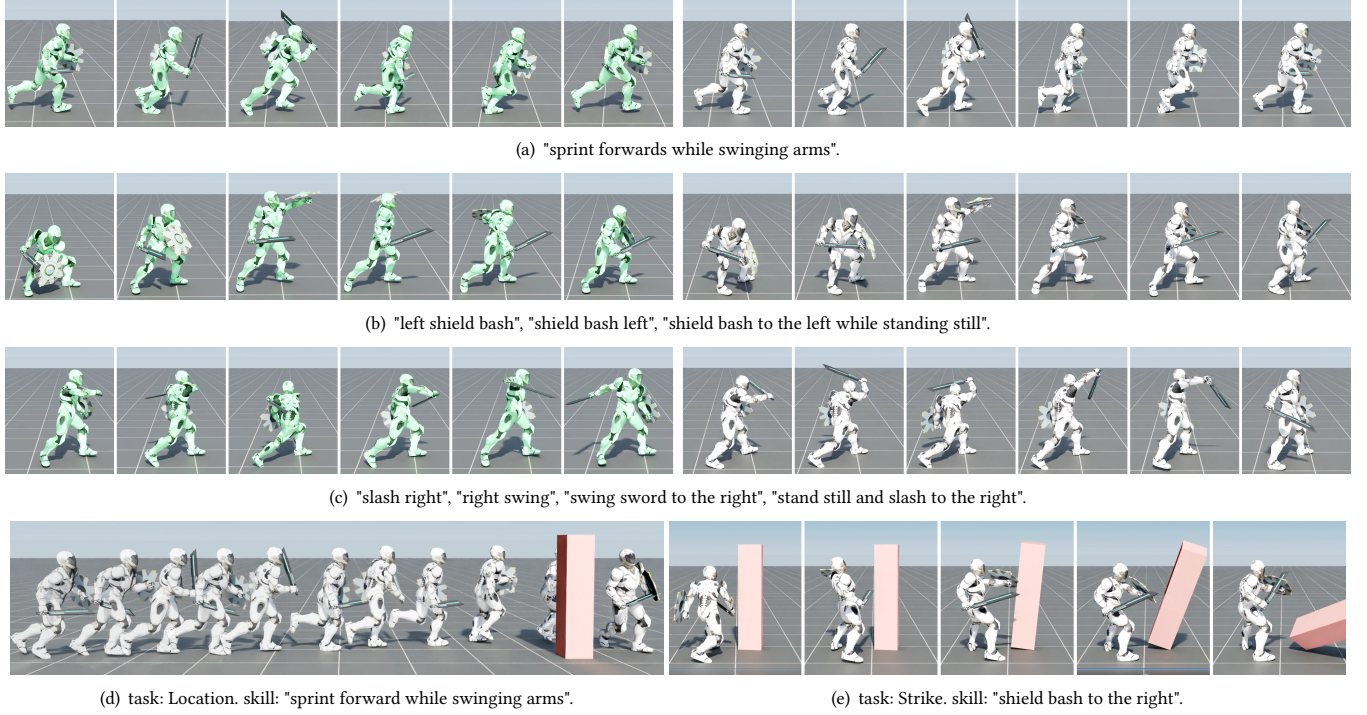 (a) "sprint forwards while swinging arms".
(b) "left shield bash", "shield bash left", "shield bash to the left while standing still".
(c) "slash right", "right swing", "swing sword to the right", "stand still and slash to the right".
(d) task: Location. skill: "sprint forward while swinging arms".
(e) task: Strike. skill: "shield bash to the right".